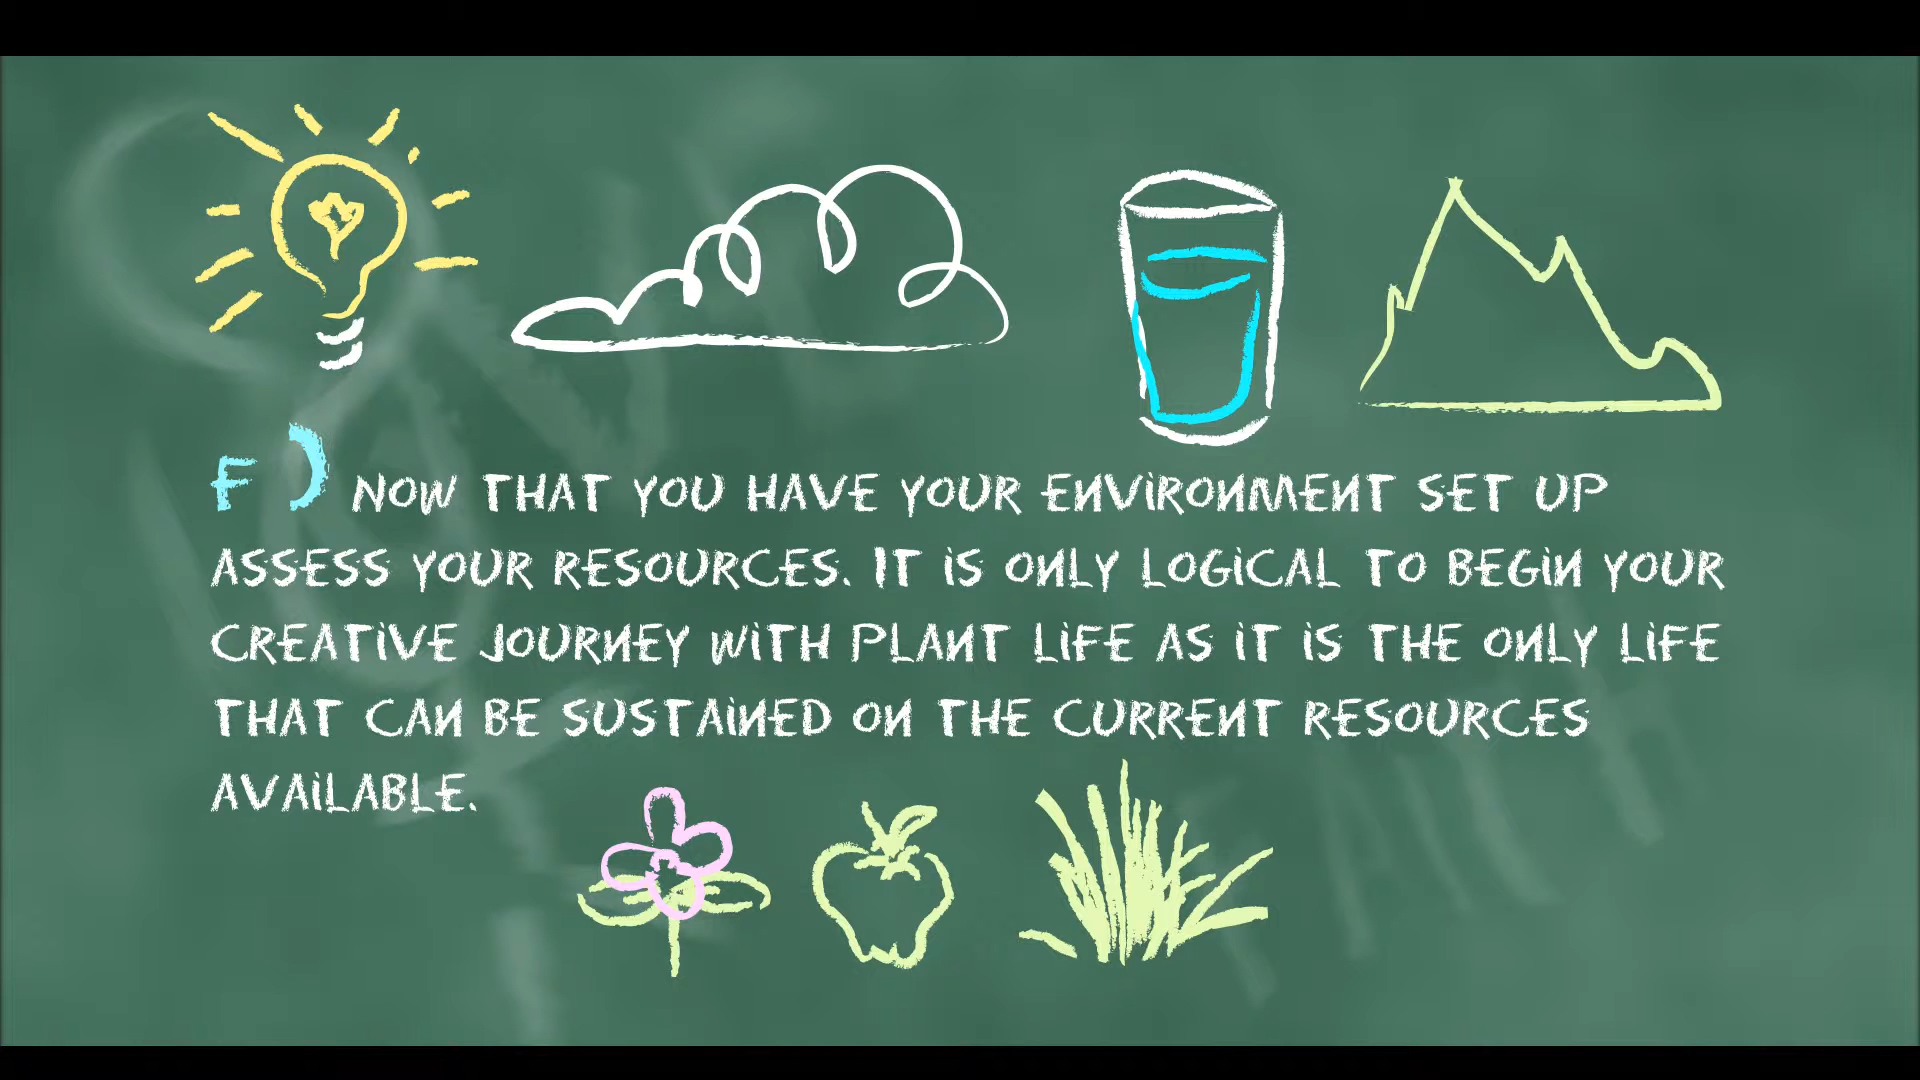 F) NOW THAT YOU HAVE YOUR ENVIRONMENT SET UP
ASSESS YOUR RESOURCES. IT IS ONLY LOGICAL TO BEGIN YOUR
CREATIVE JOURNEY WITH PLANT LIFE AS IT IS THE ONLY LIFE
THAT CAN BE SUSTAINED ON THE CURRENT RESOURCES
AVAILABLE.